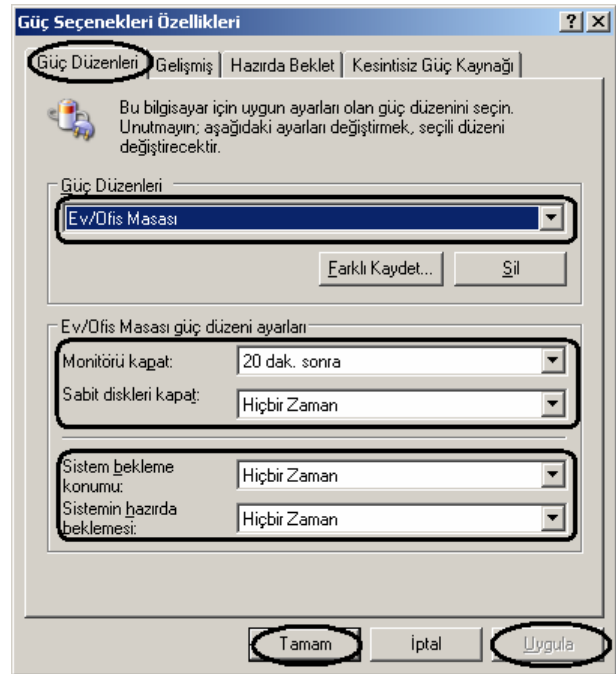 Güç Seçenekleri Özellikleri
Güç Düzenleri Gelişmiş Hazırda Beklet Kesintisiz Güç Kaynağı
Bu bilgisayar için uygun ayarları olan güç düzenini seçin.
Unutmayın; aşağıdaki ayarları değiştirmek, seçili düzeni
değiştirecektir.
Güç Düzenleri
Ev/Ofis Masası
Farklı Kaydet... Sil
Ev/Ofis Masası güç düzeni ayarları
Monitörü kapat: 20 dak. sonra
Sabit diskleri kapat: Hiçbir Zaman
Sistem bekleme
konumu: Hiçbir Zaman
Sistemin hazırda
beklemesi: Hiçbir Zaman
Tamam İptal Uygula